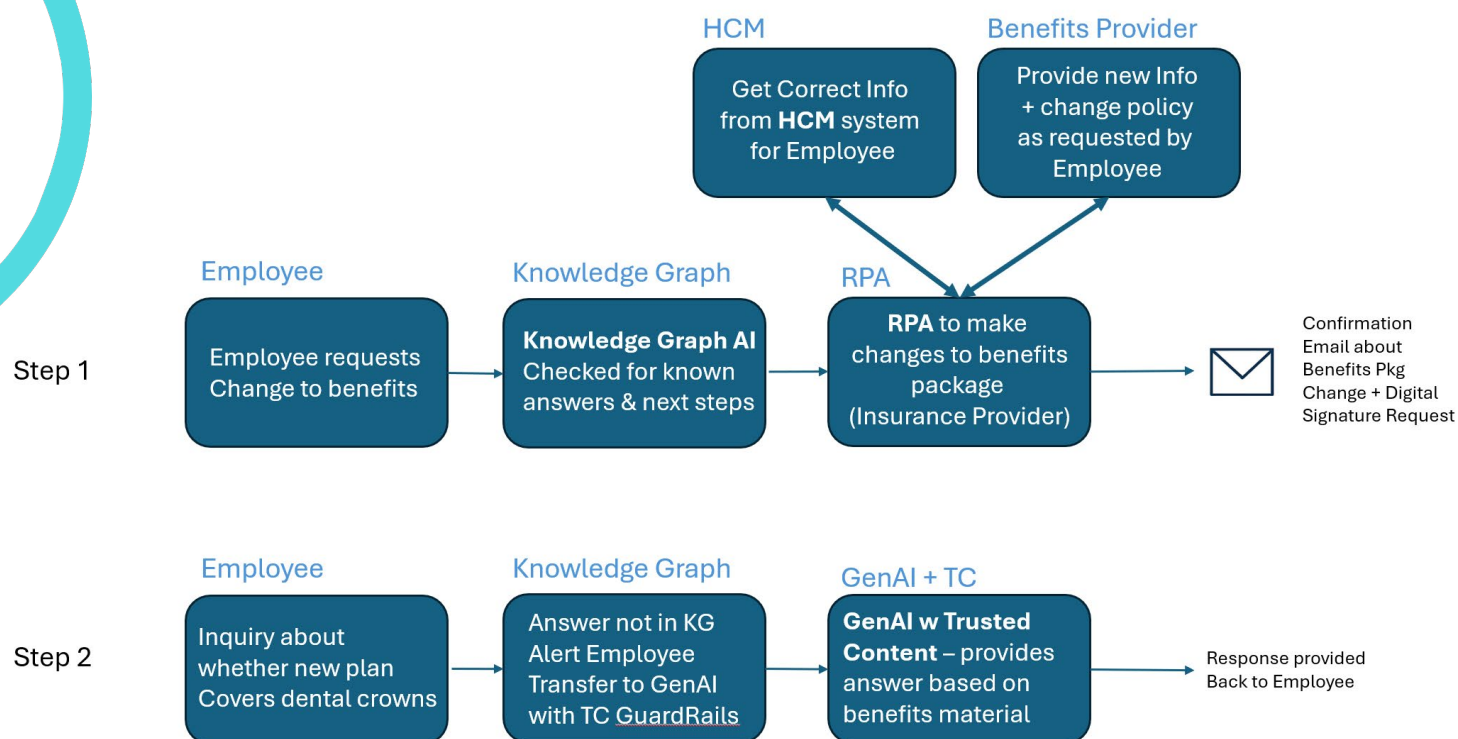 HCM
Get Correct Info
from HCM system
for Employee
Benefits Provider
Provide new Info
+ change policy
as requested by
Employee
Step 1
Employee
Employee requests
Change to benefits
Knowledge Graph
Knowledge Graph AI
Checked for known
answers & next steps
RPA
RPA to make
changes to benefits
package
(Insurance Provider)
Confirmation
Email about
Benefits Pkg
Change + Digital
Signature Request
Step 2
Employee
Inquiry about
whether new plan
Covers dental crowns
Knowledge Graph
Answer not in KG
Alert Employee
Transfer to GenAI
with TC GuardRails
GenAI + TC
GenAI w Trusted
Content – provides
answer based on
benefits material
Response provided
Back to Employee